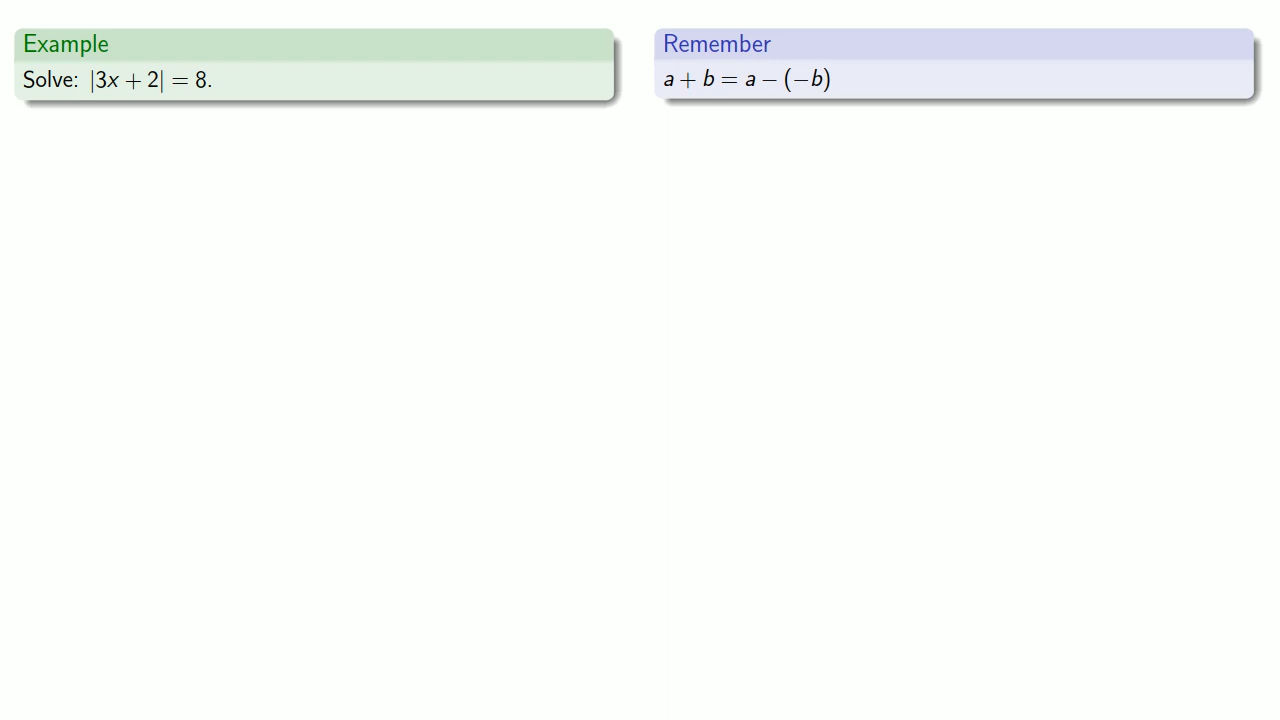 Example
Solve: |3x + 2| = 8.
Remember
a + b = a − (−b)